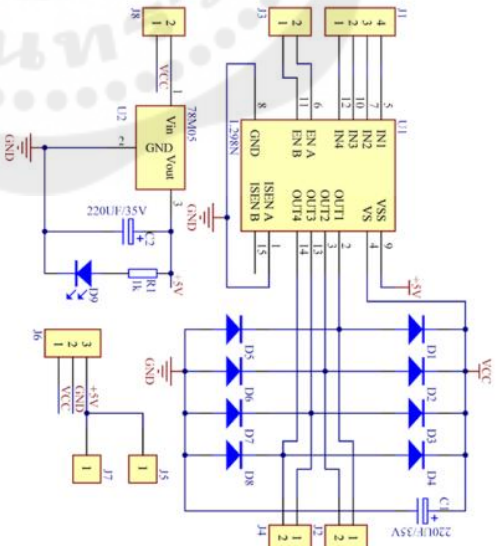 J8
1 2
VCC
1
78M05
Vin
GND
Vout
U2
2
3
GND
220UF/35V
C2
+
D9
R1
1k
+5V
J3
1 2
J1
1 2 3 4
5
7
10
12
6
11
8
U1
L298N
IN1
IN2
IN3
IN4
EN A
EN B
GND
VSS
VS
OUT1
OUT2
OUT3
OUT4
ISEN A
ISEN B
9
4
2
3
13
14
1
15
GND
+5V
VCC
D1
D2
D3
D4
D5
D6
D7
D8
GND
C1
+
220UF/35V
J6
1 2 3
+5V
GND
VCC
J7
1
J5
1
J4
2 1
J2
2 1